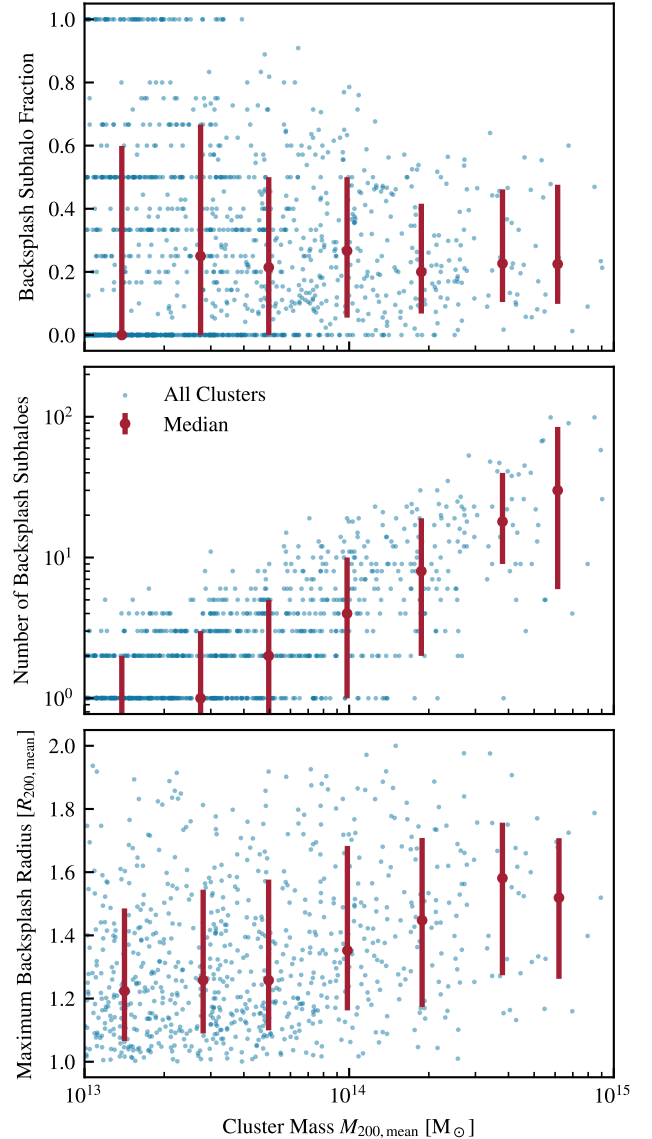 1.0
0.8
0.6
0.4
0.2
0.0
Backsplash Subhalo Fraction
All Clusters
Median
10²
10¹
10⁰
Number of Backsplash Subhaloes
2.0
1.8
1.6
1.4
1.2
1.0
Maximum Backsplash Radius [R₂₀₀,mean]
10¹³ 10¹⁴ 10¹⁵
Cluster Mass M₂₀₀,mean [M⊙]